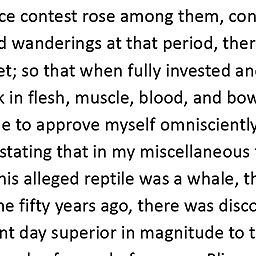 ce contest rose among them, con
d wanderings at that period, ther
et; so that when fully invested an
k in flesh, muscle, blood, and bow
e to approve myself omnisciently
stating that in my miscellaneous
his alleged reptile was a whale, th
ne fifty years ago, there was disco
nt day superior in magnitude to t